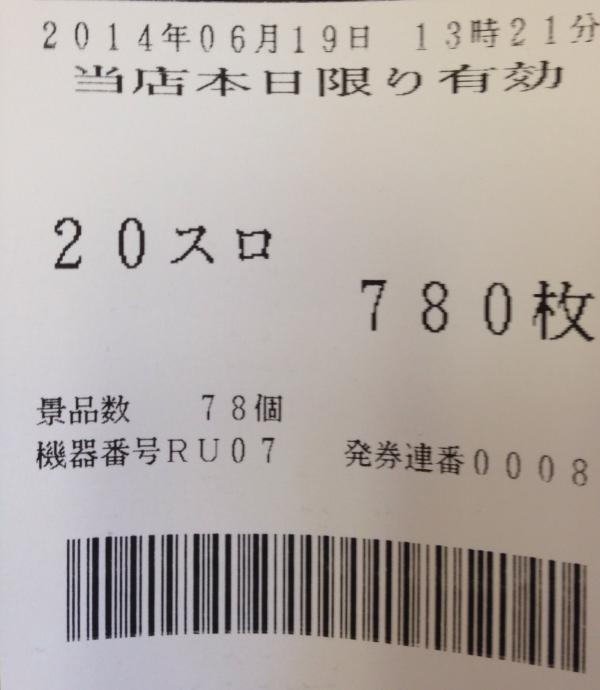 2014年06月19日 13時21分
当店本日限り有効
20スロ
780枚
景品数 78個
機器番号RU07 発券連番0008